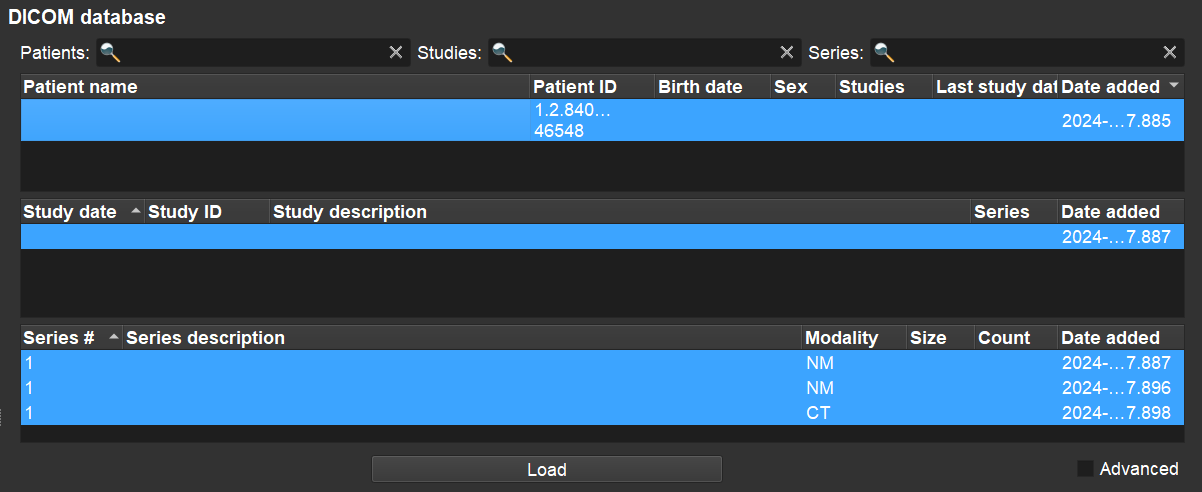 DICOM database
Patients: Studies: Series:
Patient name Patient ID Birth date Sex Studies Last study dat Date added
1.2.840…
46548 2024-…7.885
Study date Study ID Study description Series Date added
2024-…7.887
Series # Series description Modality Size Count Date added
1 NM 2024-…7.887
1 NM 2024-…7.896
1 CT 2024-…7.898
Load Advanced